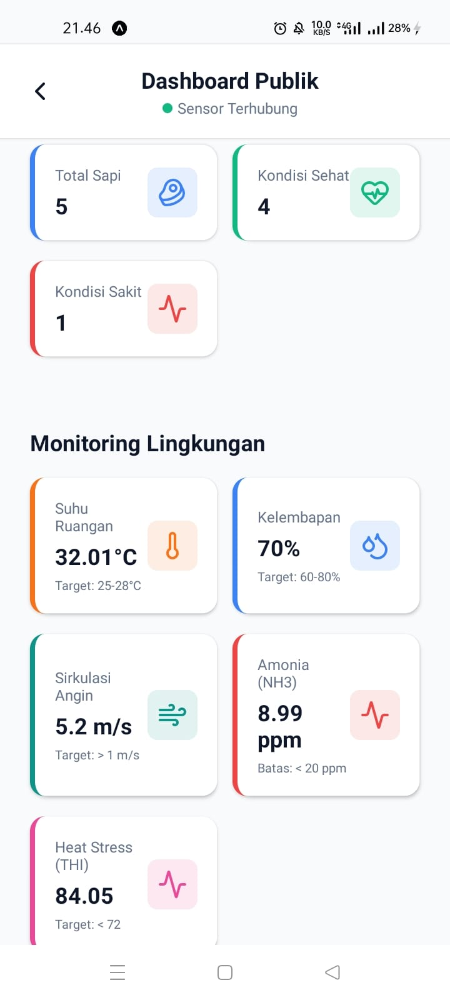 21.46
10.0
KB/S
4G
28%
Dashboard Publik
Sensor Terhubung
Total Sapi
5
Kondisi Sehat
4
Kondisi Sakit
1
Monitoring Lingkungan
Suhu
Ruangan
32.01°C
Target: 25-28°C
Kelembapan
70%
Target: 60-80%
Sirkulasi
Angin
5.2 m/s
Target: > 1 m/s
Amonia
(NH3)
8.99
ppm
Batas: < 20 ppm
Heat Stress
(THI)
84.05
Target: < 72